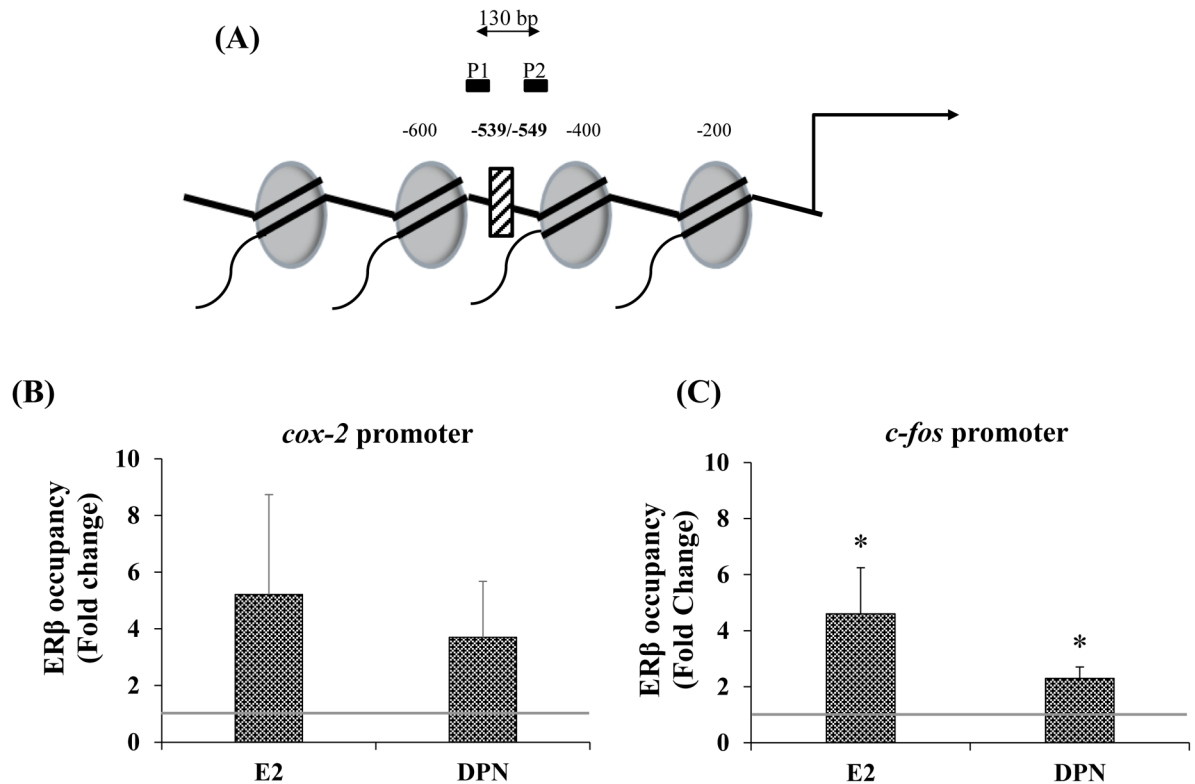 (A)
130 bp
P1 P2
-600 -539/-549 -400 -200
(B)
cox-2 promoter
ERβ occupancy
(Fold change)
10
8
6
4
2
0
E2 DPN
(C)
c-fos promoter
ERβ occupancy
(Fold Change)
10
8
6
4
2
0
*
*
E2 DPN